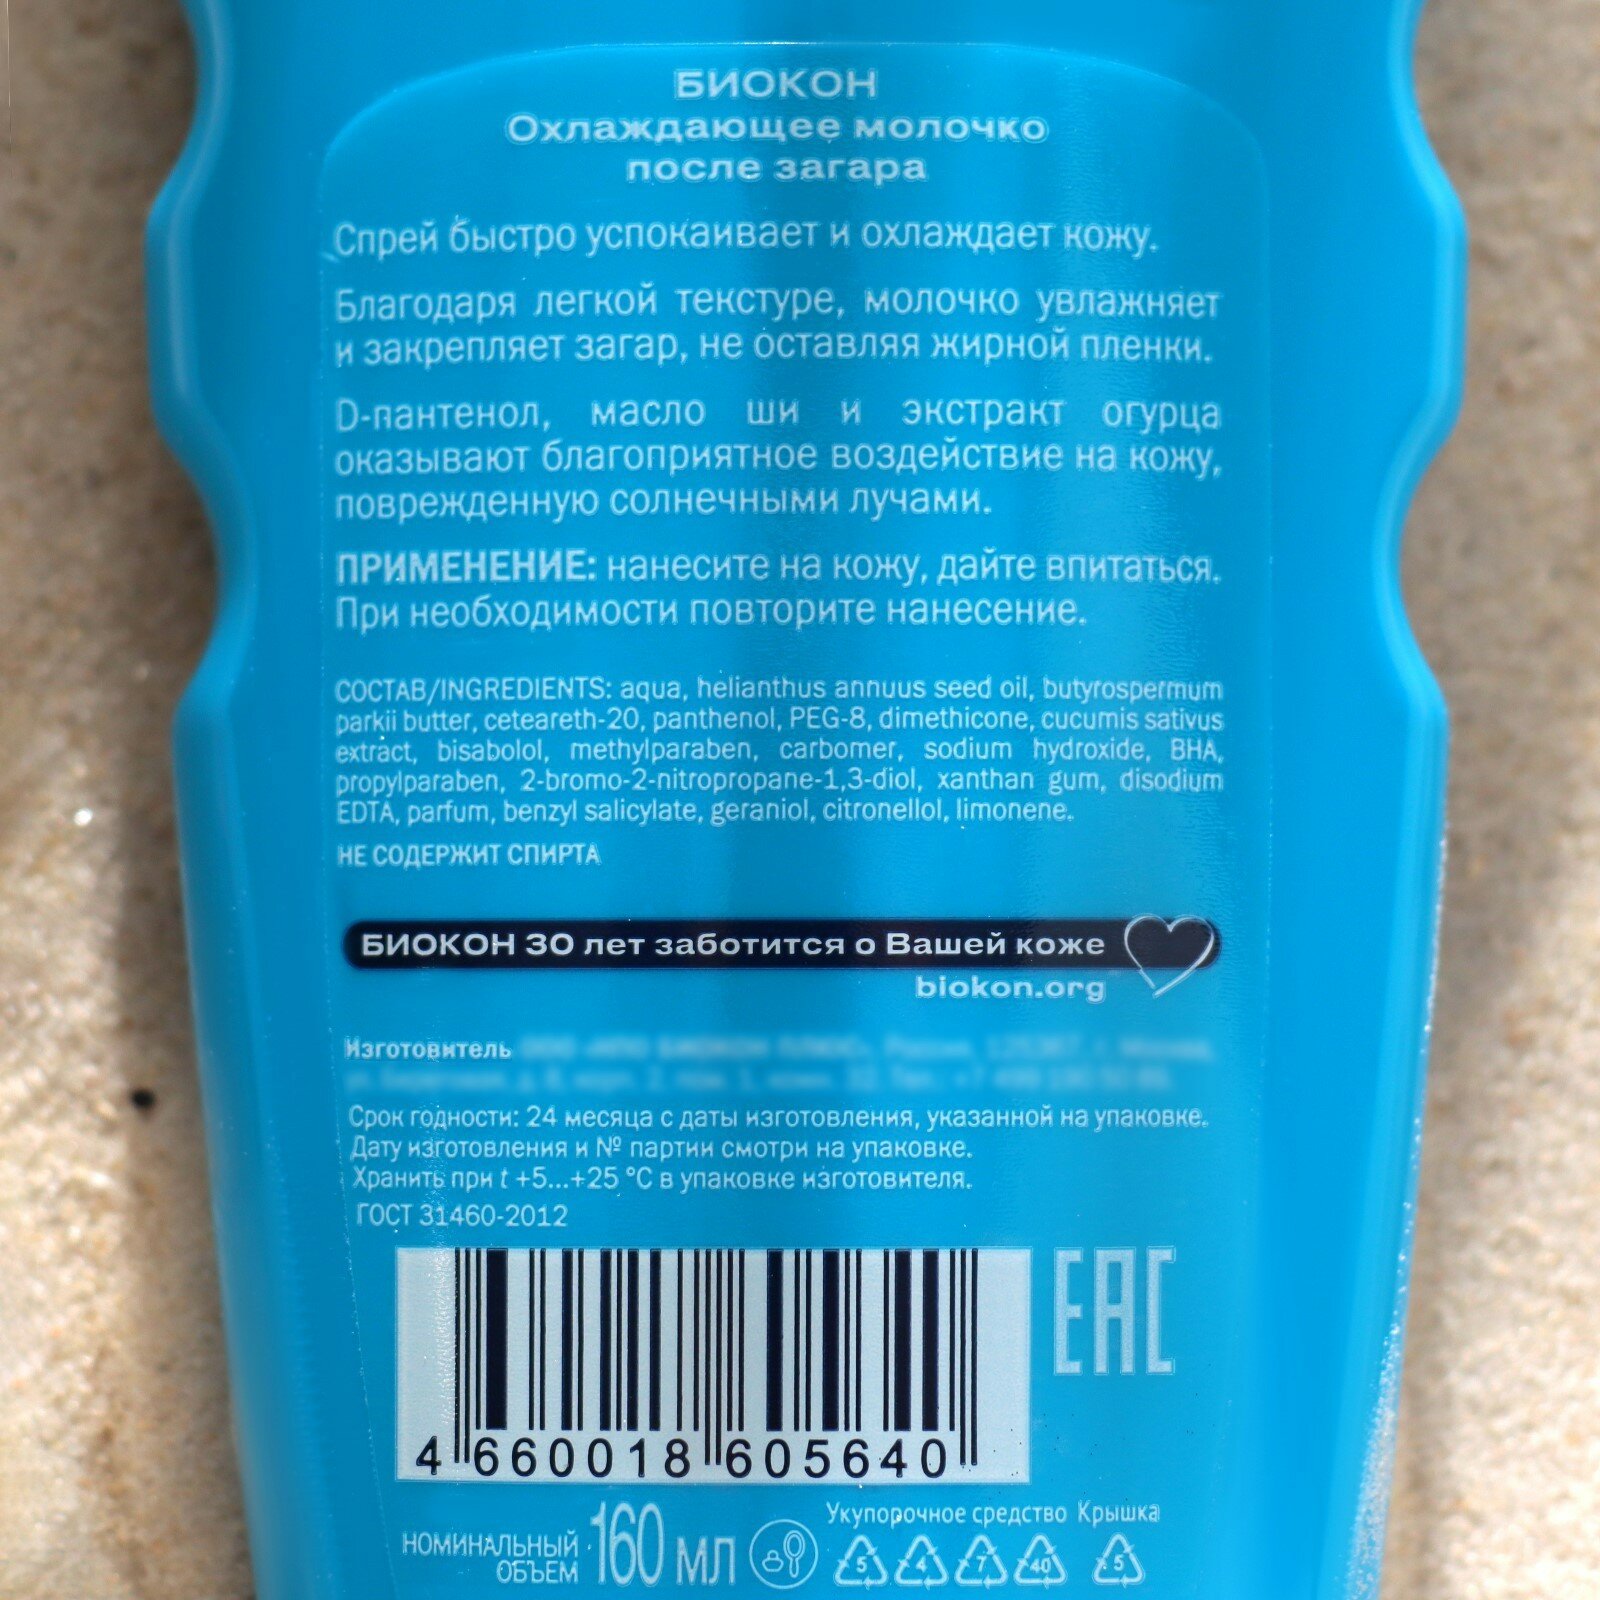 БИОКОН
Охлаждающее молочко
после загара
Спрей быстро успокаивает и охлаждает кожу.
Благодаря легкой текстуре, молочко увлажняет
и закрепляет загар, не оставляя жирной пленки.
D-пантенол, масло ши и экстракт огурца
оказывают благоприятное воздействие на кожу,
поврежденную солнечными лучами.
ПРИМЕНЕНИЕ: нанесите на кожу, дайте впитаться.
При необходимости повторите нанесение.
СОСТАВ/INGREDIENTS: aqua, helianthus annuus seed oil, butyrospermum
parkii butter, ceteareth-20, panthenol, PEG-8, dimethicone, cucumis sativus
extract, bisabolol, methylparaben, carbomer, sodium hydroxide, BHA,
propylparaben, 2-bromo-2-nitropropane-1,3-diol, xanthan gum, disodium
EDTA, parfum, benzyl salicylate, geraniol, citronellol, limonene.
НЕ СОДЕРЖИТ СПИРТА
БИОКОН 30 лет заботится о Вашей коже
biokon.org
Изготовитель
Срок годности: 24 месяца с даты изготовления, указанной на упаковке.
Дату изготовления и № партии смотри на упаковке.
Хранить при t +5...+25 °С в упаковке изготовителя.
ГОСТ 31460-2012
EAC
4 660018 605640
НОМИНАЛЬНЫЙ
ОБЪЕМ 160 мл
Укупорочное средство Крышка
5 4 7 40 5